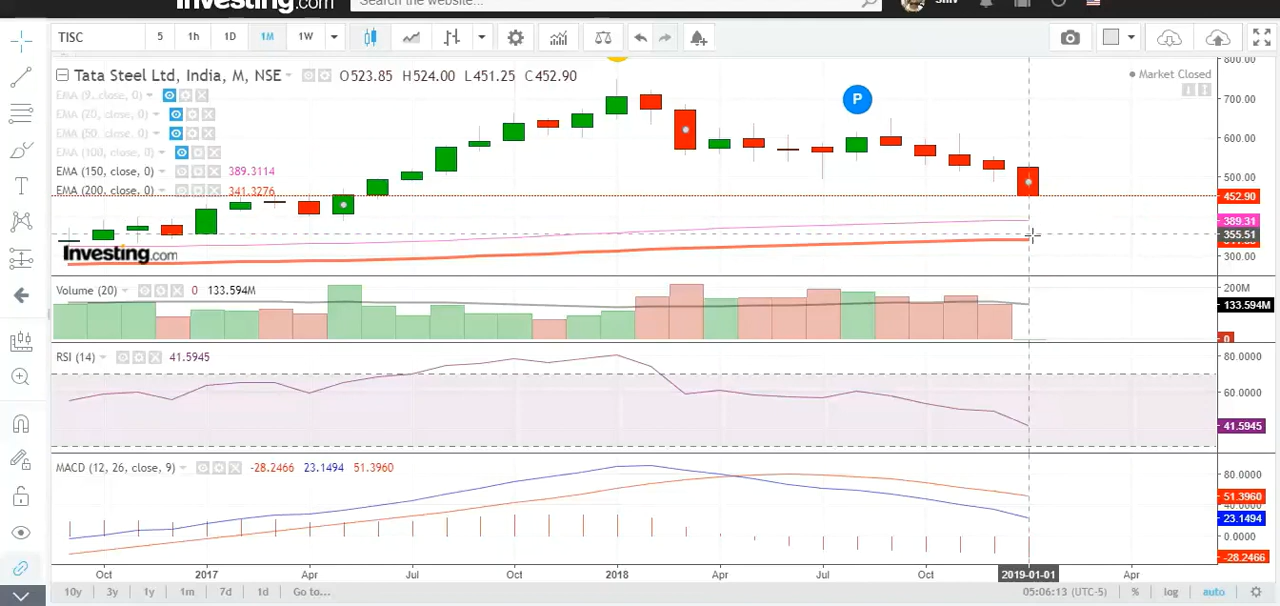 Investing.com Search the website... Shiv
TISC 5 1h 1D 1M 1W
Tata Steel Ltd, India, M, NSE O523.85 H524.00 L451.25 C452.90
Market Closed
EMA (9, close, 0)
EMA (20, close, 0)
EMA (50, close, 0)
EMA (100, close, 0)
EMA (150, close, 0) 389.3114
EMA (200, close, 0) 341.3276
P
Investing.com
800.00
700.00
600.00
500.00
452.90
389.31
355.51
300.00
Volume (20) 0 133.594M
200M
133.594M
0
RSI (14) 41.5945
80.0000
60.0000
41.5945
MACD (12, 26, close, 9) -28.2466 23.1494 51.3960
80.0000
51.3960
23.1494
0.0000
-28.2466
Oct 2017 Apr Jul Oct 2018 Apr Jul Oct 2019-01-01 Apr
10y 3y 1y 1m 7d 1d Go to... 05:06:13 (UTC-5) % log auto